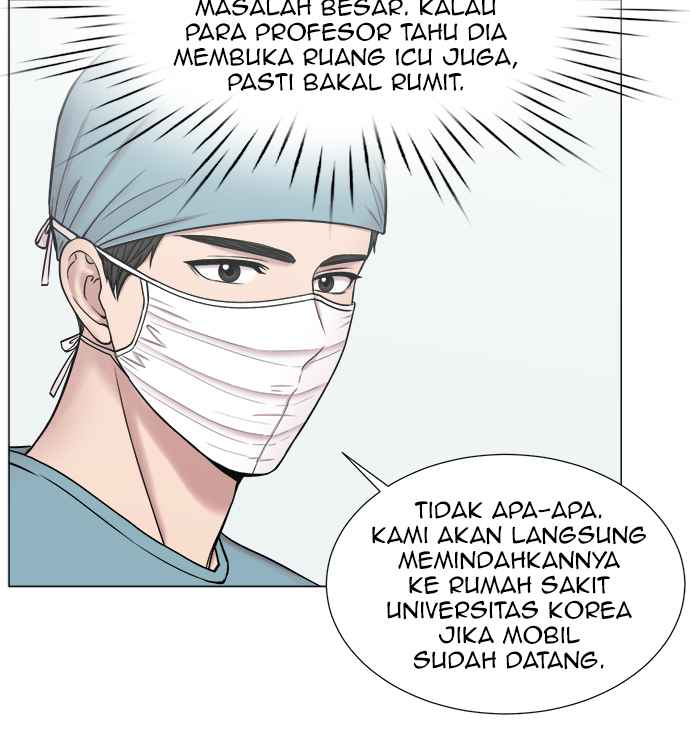 MASALAH BESAR. KALAU
PARA PROFESOR TAHU DIA
MEMBUKA RUANG ICU JUGA,
PASTI BAKAL RUMIT.
TIDAK APA-APA.
KAMI AKAN LANGSUNG
MEMINDAHKANNYA
KE RUMAH SAKIT
UNIVERSITAS KOREA
JIKA MOBIL
SUDAH DATANG.